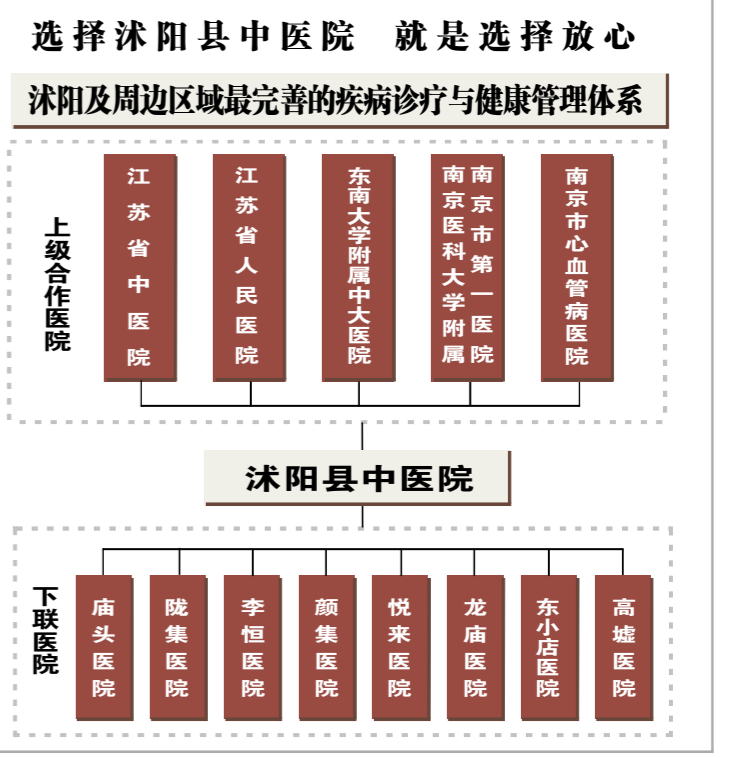 选择沭阳县中医院 就是选择放心
沭阳及周边区域最完善的疾病诊疗与健康管理体系
上级合作医院
江苏省中医院
江苏省人民医院
东南大学附属中大医院
南京医科大学附属
南京市第一医院
南京市心血管病医院
沭阳县中医院
下联医院
庙头医院
陇集医院
李恒医院
颜集医院
悦来医院
龙庙医院
东小店医院
高墟医院